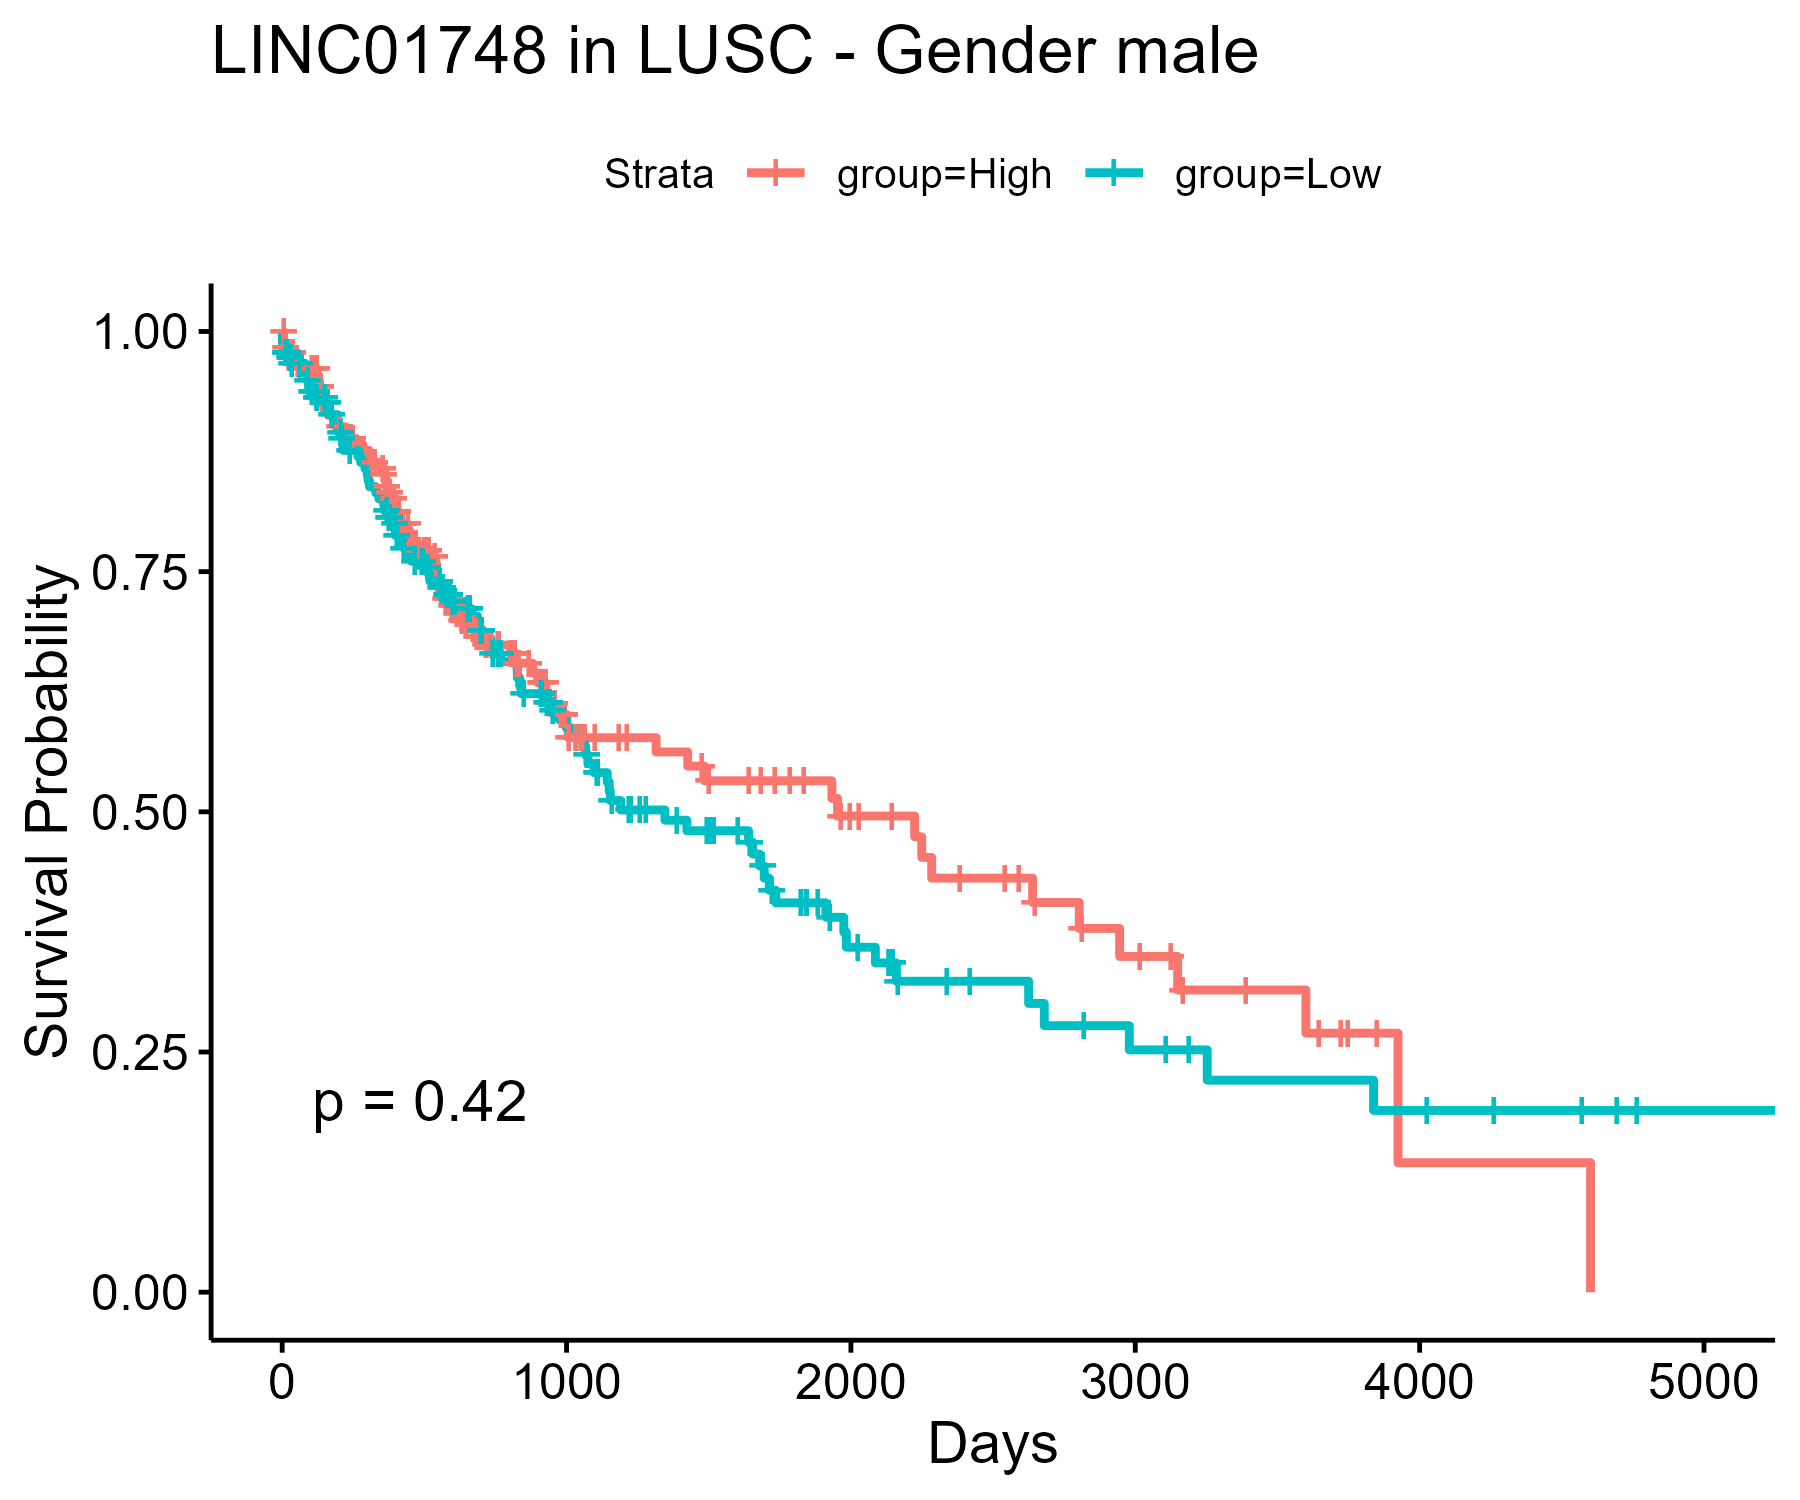 LINC01748 in LUSC - Gender male
Strata group=High group=Low
Survival Probability
1.00
0.75
0.50
0.25
0.00
p = 0.42
0 1000 2000 3000 4000 5000
Days